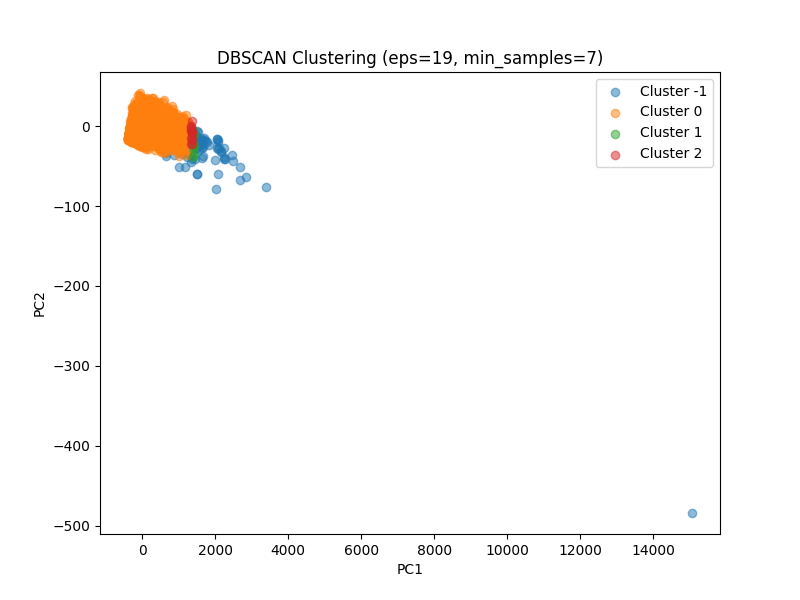 DBSCAN Clustering (eps=19, min_samples=7)
Cluster -1
Cluster 0
Cluster 1
Cluster 2
0
−100
−200
−300
−400
−500
PC2
0 2000 4000 6000 8000 10000 12000 14000
PC1